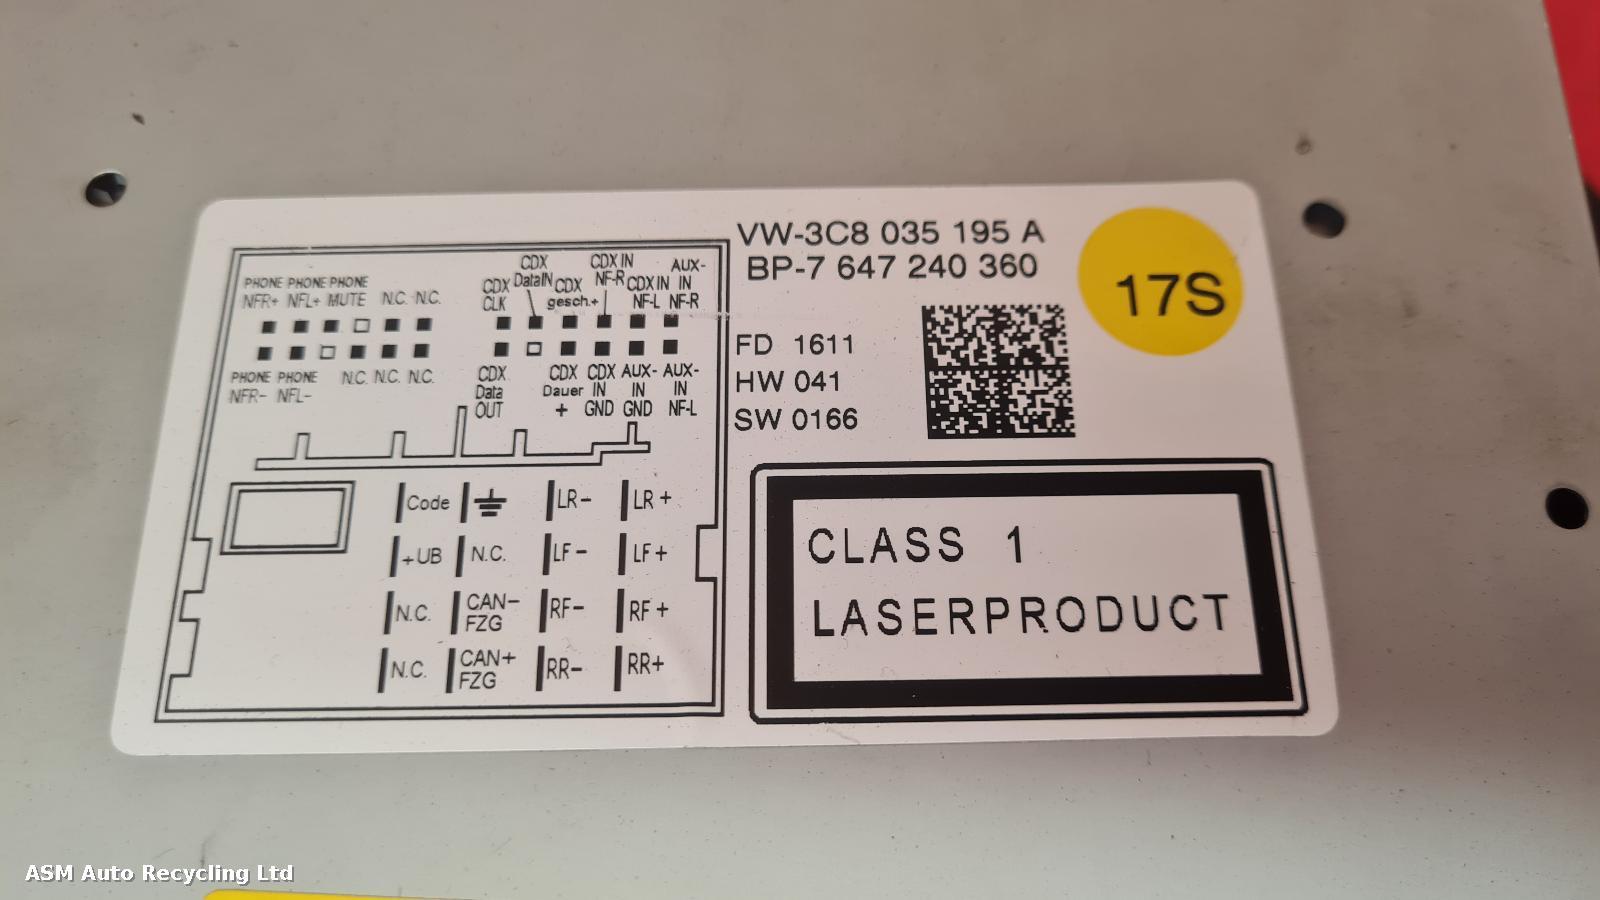 VW-3C8 035 195 A
BP-7 647 240 360
17S
FD 1611
HW 041
SW 0166
CLASS 1
LASERPRODUCT
PHONE PHONE PHONE
NFR+ NFL+ MUTE N.C. N.C.
CDX CLK
CDX DataIN
CDX gesch.+
CDX IN NF-R
CDX IN NF-L
AUX-IN NF-R
PHONE PHONE
NFR- NFL- N.C. N.C. N.C.
CDX Data OUT
CDX Dauer +
CDX IN GND
AUX-IN GND
AUX-IN NF-L
Code LR- LR+
+UB N.C. LF- LF+
N.C. CAN- FZG RF- RF+
N.C. CAN+ FZG RR- RR+
ASM Auto Recycling Ltd